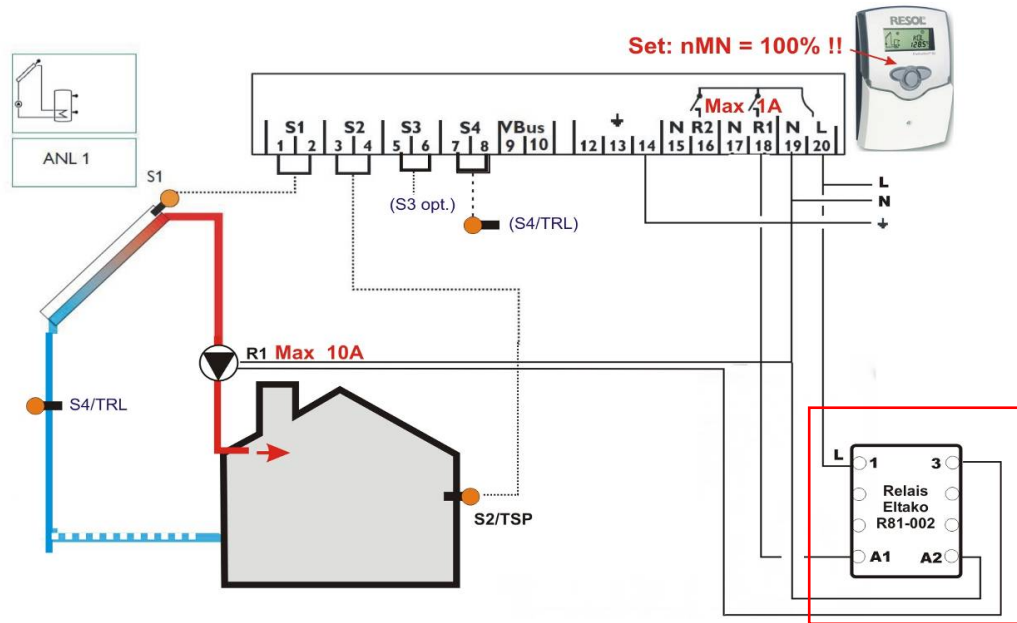 RESOL
Set: nMN = 100% !!
Max 1A
S1 S2 S3 S4 VBus ⏚ N R2 N R1 N L
1 2 3 4 5 6 7 8 9 10 12 13 14 15 16 17 18 19 20
ANL 1
S1
(S3 opt.)
(S4/TRL)
L
N
⏚
R1 Max 10A
S4/TRL
S2/TSP
L
1 3
Relais
Eltako
R81-002
A1 A2